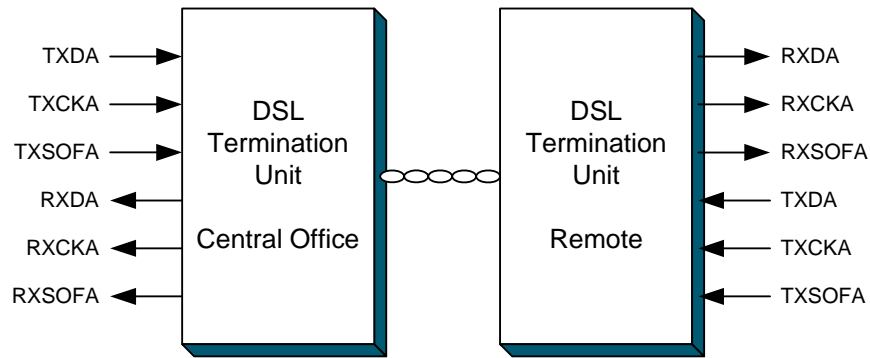 TXDA
TXCKA
TXSOFA
RXDA
RXCKA
RXSOFA
DSL
Termination
Unit
Central Office
DSL
Termination
Unit
Remote
RXDA
RXCKA
RXSOFA
TXDA
TXCKA
TXSOFA